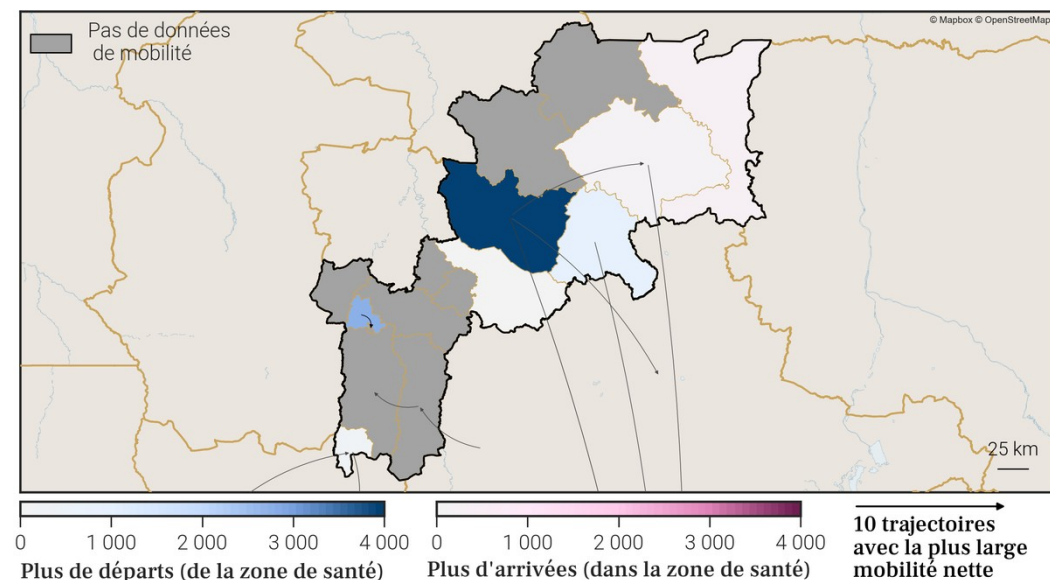 © Mapbox © OpenStreetMap
Pas de données
de mobilité
25 km
0 1 000 2 000 3 000 4 000
Plus de départs (de la zone de santé)
0 1 000 2 000 3 000 4 000
Plus d'arrivées (dans la zone de santé)
10 trajectoires
avec la plus large
mobilité nette